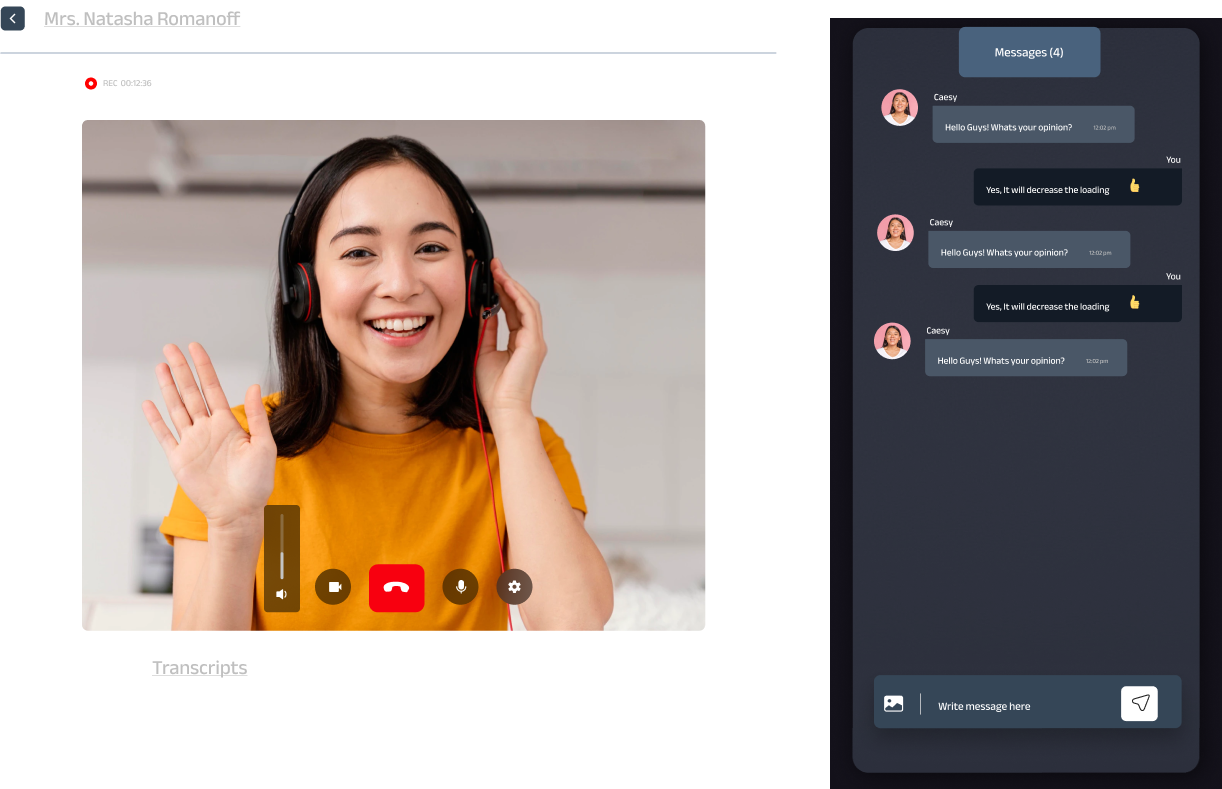 Mrs. Natasha Romanoff
REC 00:12:36
Transcripts
Messages (4)
Caesy
Hello Guys! Whats your opinion? 12:02 pm
You
Yes, It will decrease the loading 👍
Caesy
Hello Guys! Whats your opinion? 12:02 pm
You
Yes, It will decrease the loading 👍
Caesy
Hello Guys! Whats your opinion? 12:02 pm
Write message here